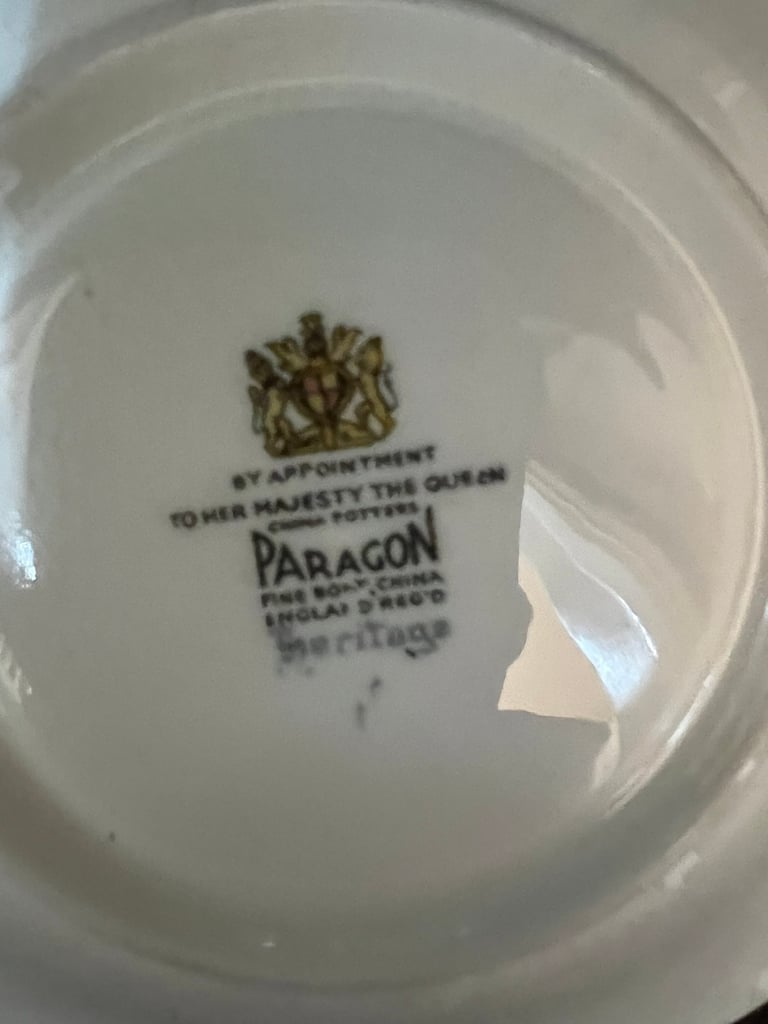 BY APPOINTMENT
TO HER MAJESTY THE QUEEN
CHINA POTTERS
PARAGON
FINE BONE CHINA
ENGLAND REG'D
Heritage